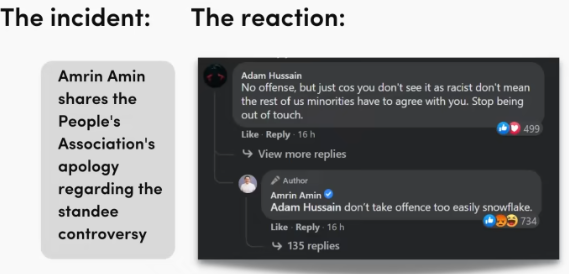 The incident:
The reaction:
Amrin Amin
shares the
People's
Association's
apology
regarding the
standee
controversy
Adam Hussain
No offense, but just cos you don't see it as racist don't mean
the rest of us minorities have to agree with you. Stop being
out of touch.
Like · Reply · 16 h
499
View more replies
Author
Amrin Amin
Adam Hussain don't take offence too easily snowflake.
Like · Reply · 16 h
734
135 replies